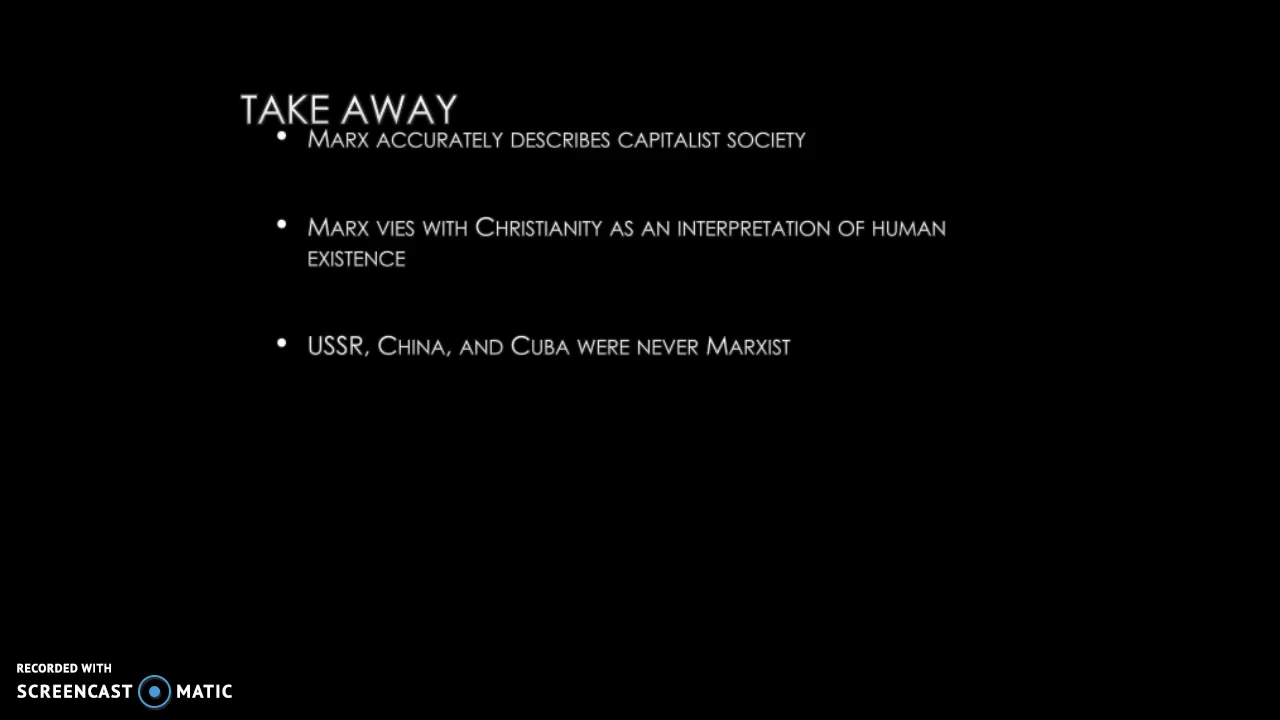 TAKE AWAY
• MARX ACCURATELY DESCRIBES CAPITALIST SOCIETY
• MARX VIES WITH CHRISTIANITY AS AN INTERPRETATION OF HUMAN
EXISTENCE
• USSR, CHINA, AND CUBA WERE NEVER MARXIST
RECORDED WITH
SCREENCAST MATIC